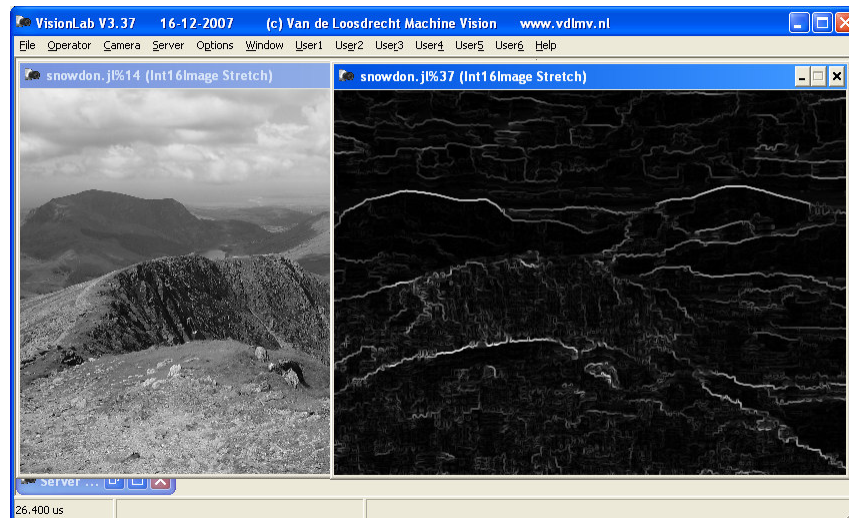 VisionLab V3.37 16-12-2007 (c) Van de Loosdrecht Machine Vision www.vdlmv.nl
File Operator Camera Server Options Window User1 User2 User3 User4 User5 User6 Help
snowdon.jl%14 (Int16Image Stretch)
snowdon.jl%37 (Int16Image Stretch)
Server ...
26.400 us